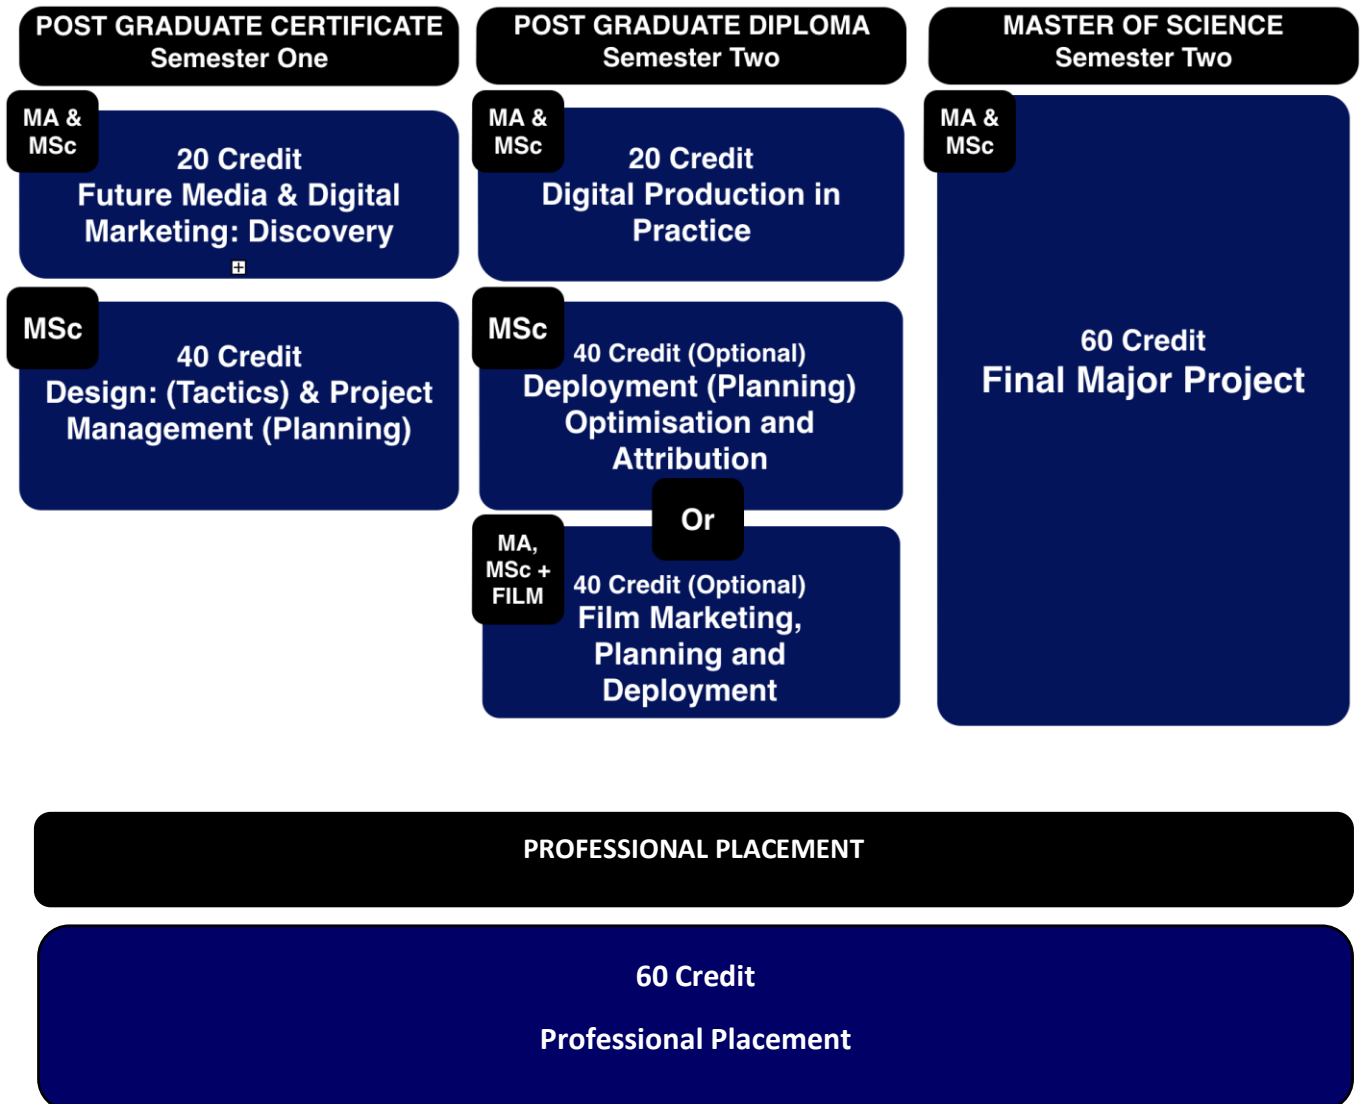 POST GRADUATE CERTIFICATE
Semester One
MA &
MSc
20 Credit
Future Media & Digital
Marketing: Discovery
MSc
40 Credit
Design: (Tactics) & Project
Management (Planning)
POST GRADUATE DIPLOMA
Semester Two
MA &
MSc
20 Credit
Digital Production in
Practice
MSc
40 Credit (Optional)
Deployment (Planning)
Optimisation and
Attribution
Or
MA,
MSc +
FILM
40 Credit (Optional)
Film Marketing,
Planning and
Deployment
MASTER OF SCIENCE
Semester Two
MA &
MSc
60 Credit
Final Major Project
PROFESSIONAL PLACEMENT
60 Credit
Professional Placement